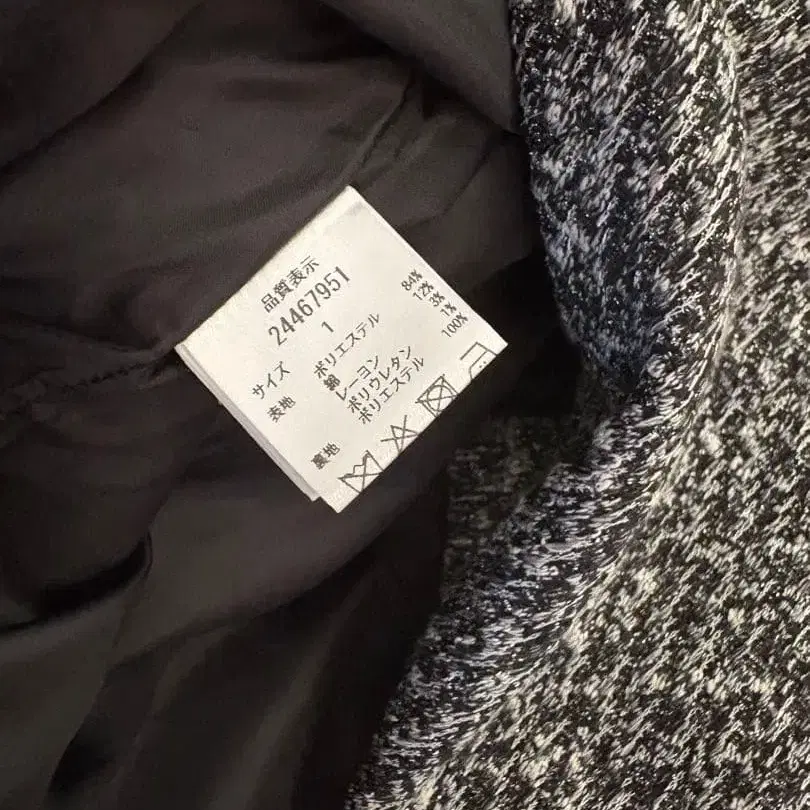 品質表示
24467951
サイズ 1
表地 ポリエステル 84%
綿 12%
レーヨン 3%
ポリウレタン 1%
裏地 ポリエステル 100%